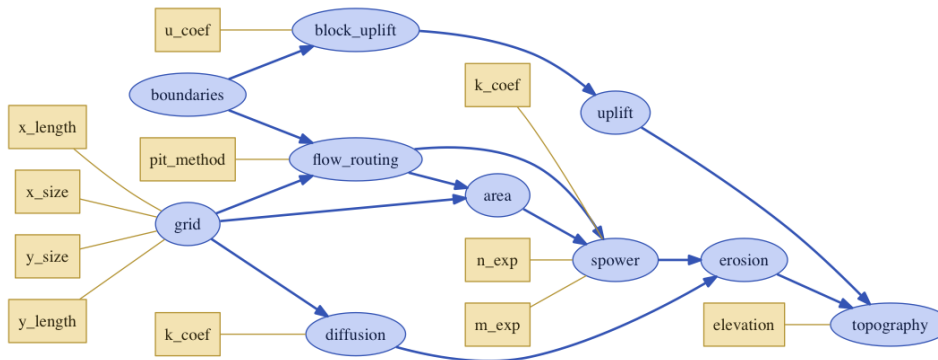 u_coef
block_uplift
k_coef
boundaries
uplift
x_length
pit_method
flow_routing
x_size
area
grid
y_size
n_exp
spower
erosion
y_length
k_coef
diffusion
m_exp
elevation
topography